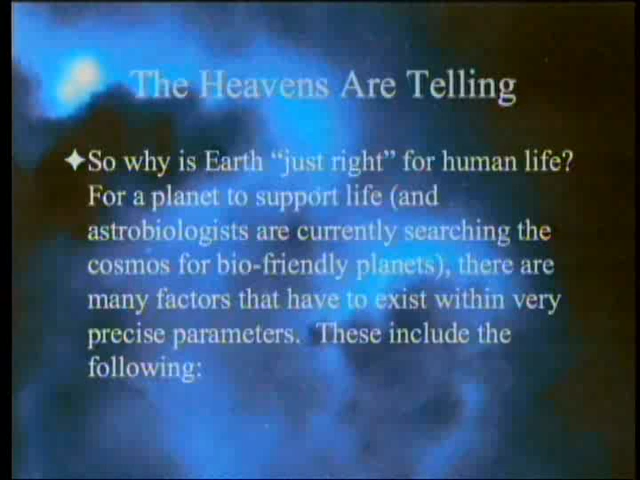 The Heavens Are Telling
✦So why is Earth “just right” for human life?
For a planet to support life (and
astrobiologists are currently searching the
cosmos for bio-friendly planets), there are
many factors that have to exist within very
precise parameters.  These include the
following: